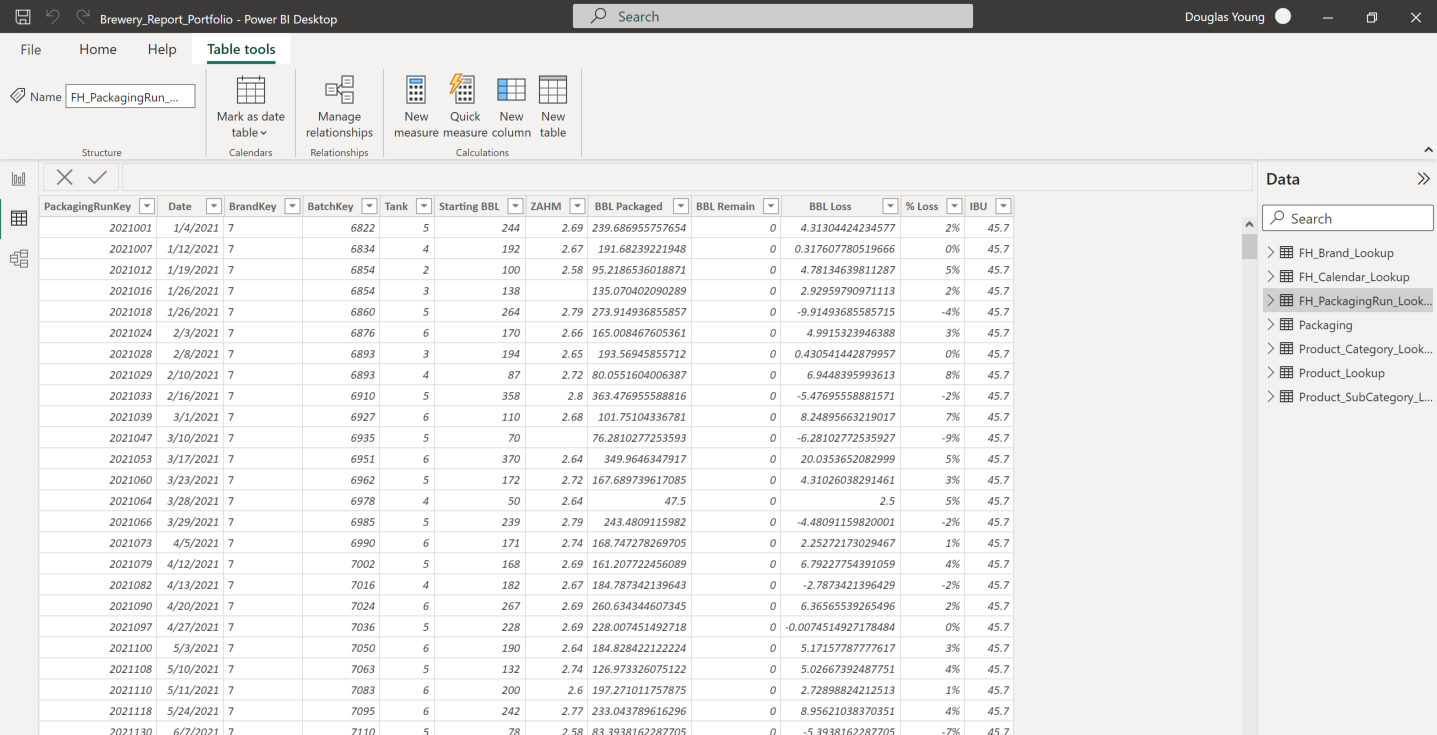 Brewery_Report_Portfolio - Power BI Desktop
Search
Douglas Young
File Home Help Table tools
Name FH_PackagingRun_...
Mark as date table
Manage relationships
New measure
Quick measure
New column
New table
Structure Calendars Relationships Calculations
PackagingRunKey Date BrandKey BatchKey Tank Starting BBL ZAHM BBL Packaged BBL Remain BBL Loss % Loss IBU
2021001 1/4/2021 7 6822 5 244 2.69 239.686955757654 0 4.31304424234577 2% 45.7
2021007 1/12/2021 7 6834 4 192 2.67 191.68239221948 0 0.317607780519666 0% 45.7
2021012 1/19/2021 7 6854 2 100 2.58 95.2186536018871 0 4.78134639811287 5% 45.7
2021016 1/26/2021 7 6854 3 138 135.070402090289 0 2.92959790971113 2% 45.7
2021018 1/26/2021 7 6860 5 264 2.79 273.914936855857 0 -9.91493685585715 -4% 45.7
2021024 2/3/2021 7 6876 6 170 2.66 165.008467605361 0 4.9915323946388 3% 45.7
2021028 2/8/2021 7 6893 3 194 2.65 193.56945855712 0 0.430541442879957 0% 45.7
2021029 2/10/2021 7 6893 4 87 2.72 80.0551604006387 0 6.9448395993613 8% 45.7
2021033 2/16/2021 7 6910 5 358 2.8 363.476955588816 0 -5.47695558881571 -2% 45.7
2021039 3/1/2021 7 6927 6 110 2.68 101.75104336781 0 8.24895663219017 7% 45.7
2021047 3/10/2021 7 6935 5 70 76.2810277253593 0 -6.28102772535927 -9% 45.7
2021053 3/17/2021 7 6951 6 370 2.64 349.9646347917 0 20.0353652082999 5% 45.7
2021060 3/23/2021 7 6962 5 172 2.72 167.689739617085 0 4.31026038291461 3% 45.7
2021064 3/28/2021 7 6978 4 50 2.64 47.5 0 2.5 5% 45.7
2021066 3/29/2021 7 6985 5 239 2.79 243.4809115982 0 -4.48091159820001 -2% 45.7
2021073 4/5/2021 7 6990 6 171 2.74 168.747278269705 0 2.25272173029467 1% 45.7
2021079 4/12/2021 7 7002 5 168 2.69 161.207722456089 0 6.79227754391059 4% 45.7
2021082 4/13/2021 7 7016 4 182 2.67 184.787342139643 0 -2.7873421396429 -2% 45.7
2021090 4/20/2021 7 7024 6 267 2.69 260.634344607345 0 6.36565539265496 2% 45.7
2021097 4/27/2021 7 7036 5 228 2.69 228.007451492718 0 -0.0074514927178484 0% 45.7
2021100 5/3/2021 7 7050 6 190 2.64 184.828422122224 0 5.17157787777617 3% 45.7
2021108 5/10/2021 7 7063 5 132 2.74 126.973326075122 0 5.02667392487751 4% 45.7
2021110 5/11/2021 7 7083 6 200 2.6 197.271011757875 0 2.72898824212513 1% 45.7
2021118 5/24/2021 7 7095 6 242 2.77 233.043789616296 0 8.95621038370351 4% 45.7
2021130 6/7/2021 7 7110 5 78 2.58 83.3938162287705 0 -5.3938162287705 -7% 45.7
Data
Search
FH_Brand_Lookup
FH_Calendar_Lookup
FH_PackagingRun_Look...
Packaging
Product_Category_Look...
Product_Lookup
Product_SubCategory_L...